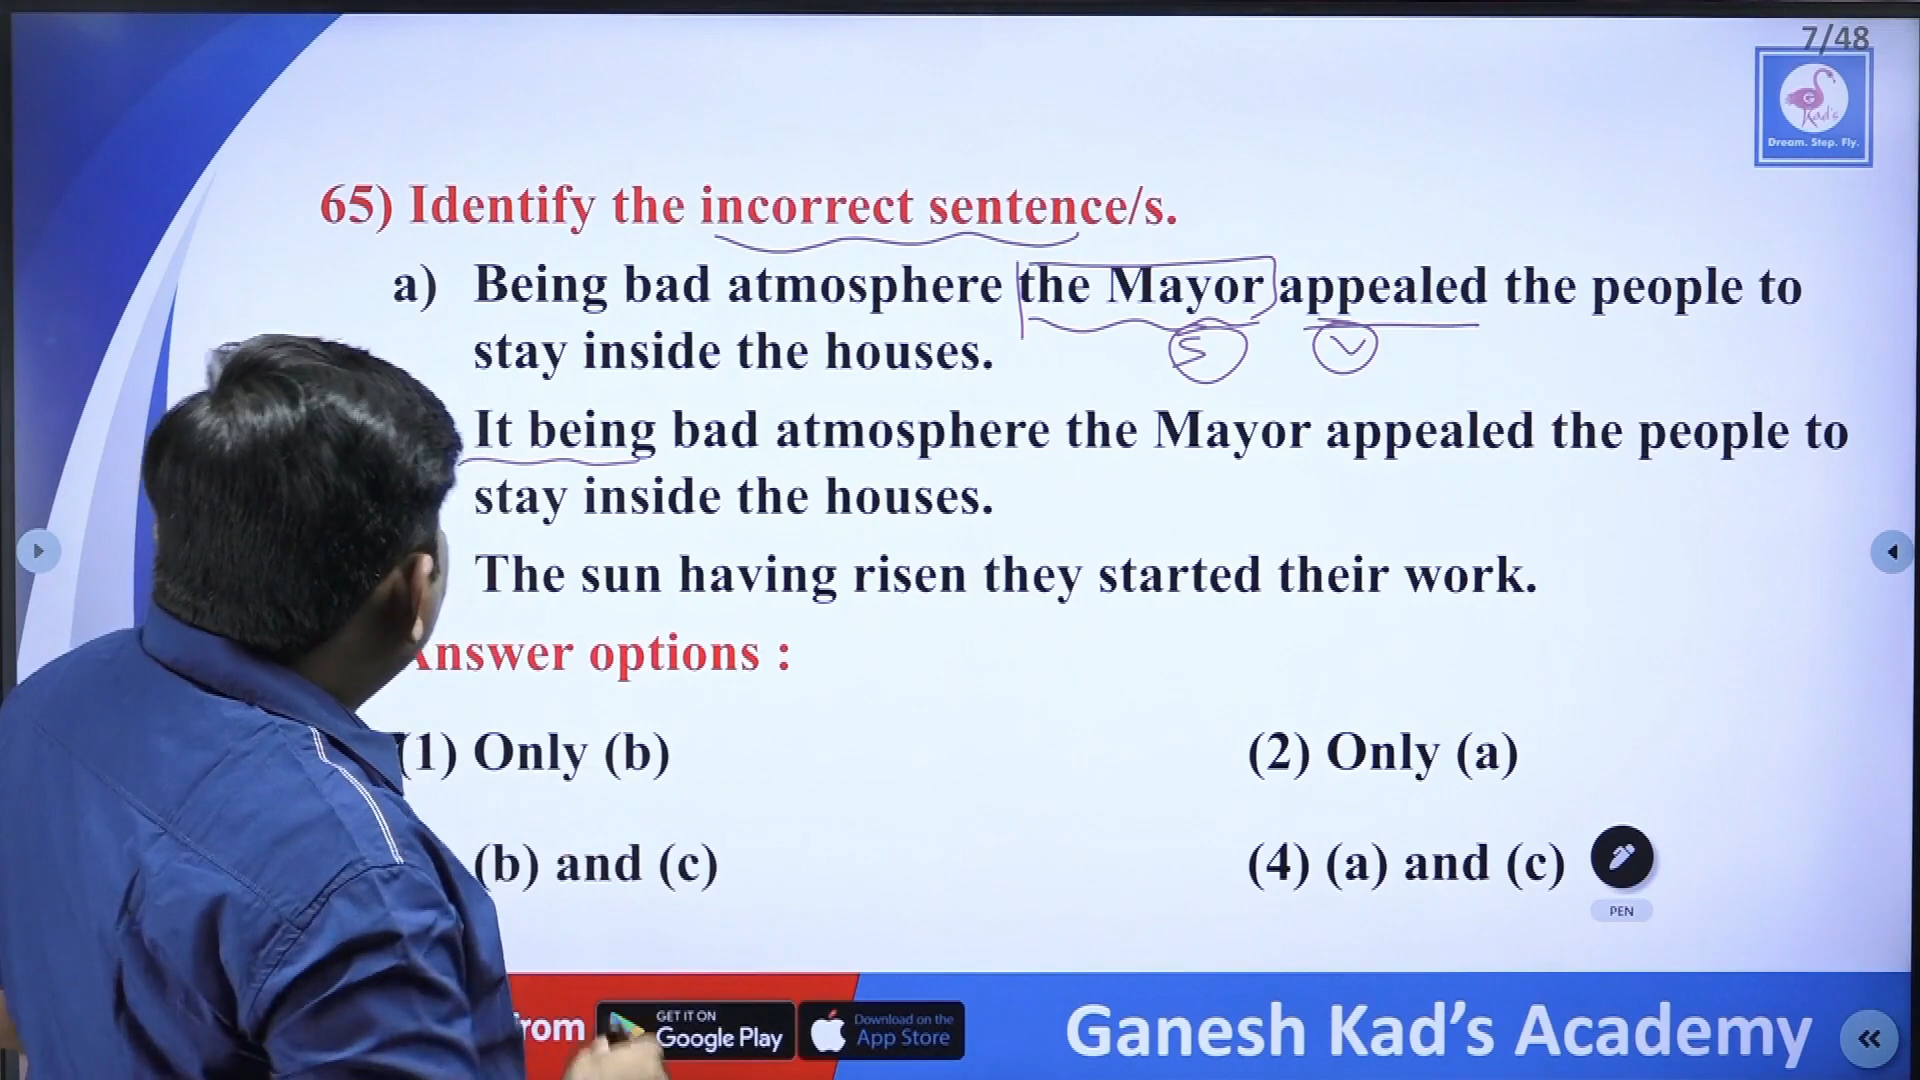 7/48
G
Kad's
Dream. Step. Fly.
65) Identify the incorrect sentence/s.
a) Being bad atmosphere the Mayor appealed the people to
stay inside the houses.
S V
It being bad atmosphere the Mayor appealed the people to
stay inside the houses.
The sun having risen they started their work.
Answer options :
(1) Only (b)
(2) Only (a)
(b) and (c)
(4) (a) and (c)
PEN
from
GET IT ON
Google Play
Download on the
App Store
Ganesh Kad's Academy